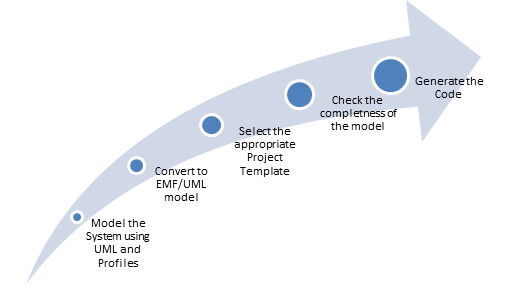 Model the
System using
UML and
Profiles
Convert to
EMF/UML
model
Select the
appropriate
Project
Template
Check the
completness of
the model
Generate the
Code